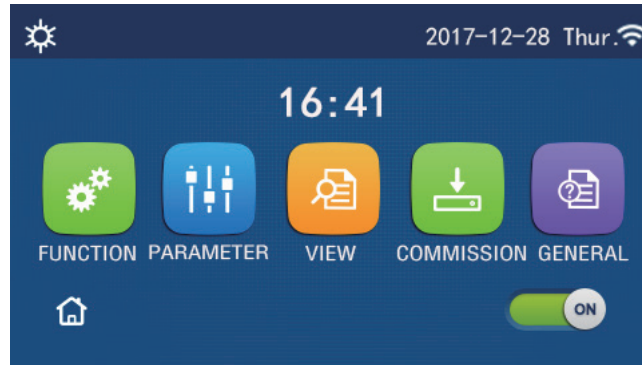 2017-12-28 Thur.
16:41
FUNCTION PARAMETER VIEW COMMISSION GENERAL
ON